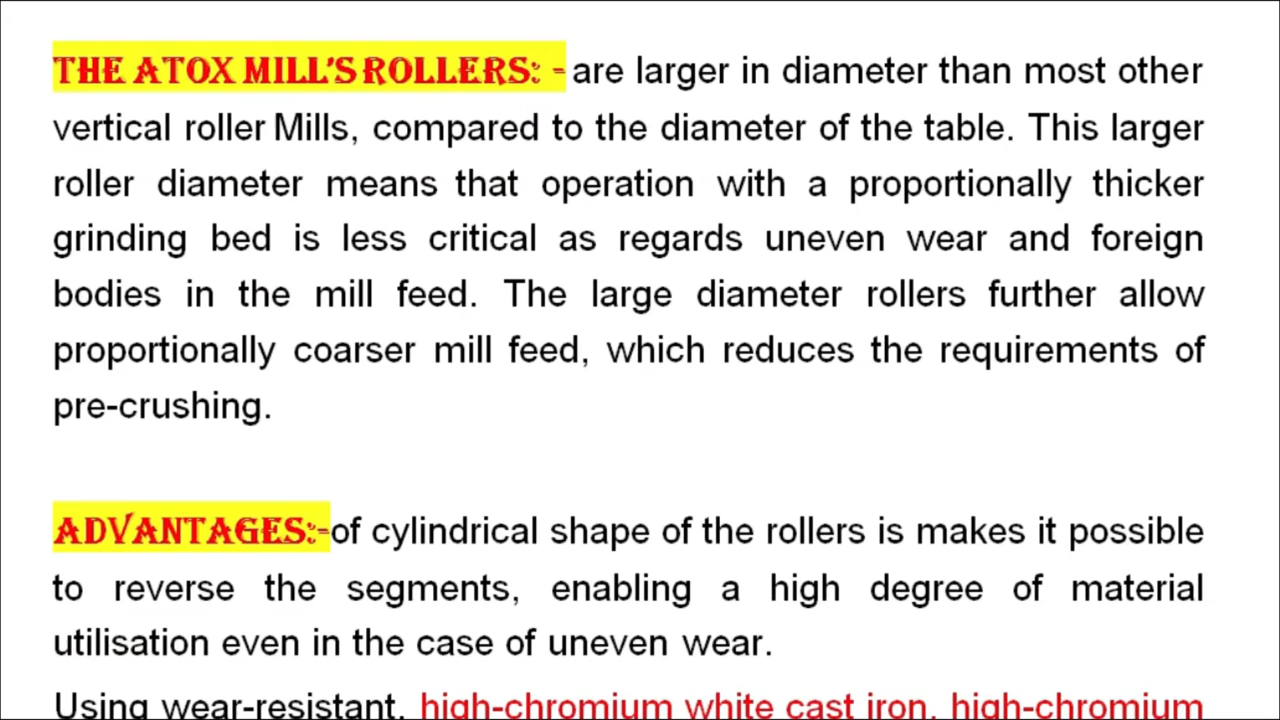 THE ATOX MILL'S ROLLERS: - are larger in diameter than most other
vertical roller Mills, compared to the diameter of the table. This larger
roller diameter means that operation with a proportionally thicker
grinding bed is less critical as regards uneven wear and foreign
bodies in the mill feed. The large diameter rollers further allow
proportionally coarser mill feed, which reduces the requirements of
pre-crushing.
ADVANTAGES:-of cylindrical shape of the rollers is makes it possible
to reverse the segments, enabling a high degree of material
utilisation even in the case of uneven wear.
Using wear-resistant, high-chromium white cast iron, high-chromium